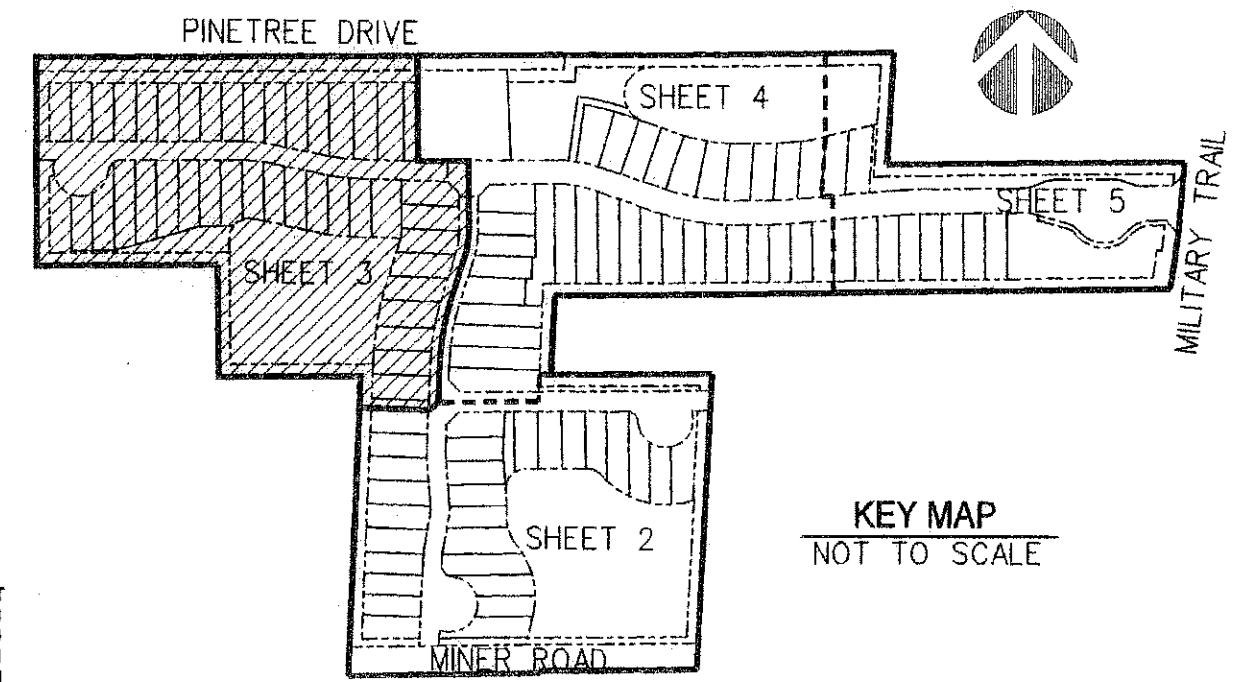 PINETREE DRIVE
SHEET 4
SHEET 5
MILITARY TRAIL
SHEET 3
SHEET 2
KEY MAP
NOT TO SCALE
MINER ROAD